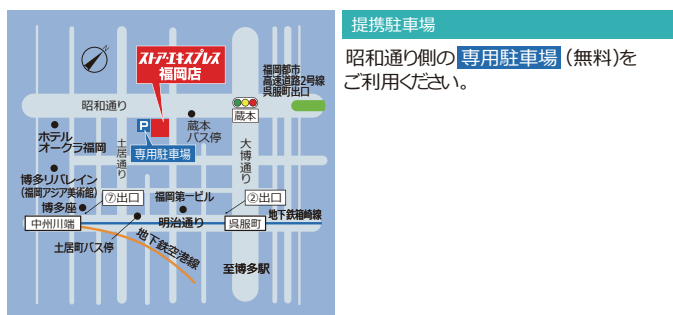 ストア・エキスプレス
福岡店
福岡都市
高速道路2号線
呉服町出口
昭和通り
蔵本
P
専用駐車場
蔵本
バス停
ホテル
オークラ福岡
土居通り
大博通り
博多リバレイン
(福岡アジア美術館)
博多座
⑦出口
福岡第一ビル
②出口
中州川端
明治通り
呉服町
地下鉄箱崎線
土居町バス停
地下鉄空港線
至博多駅
提携駐車場
昭和通り側の 専用駐車場 (無料)を
ご利用ください。